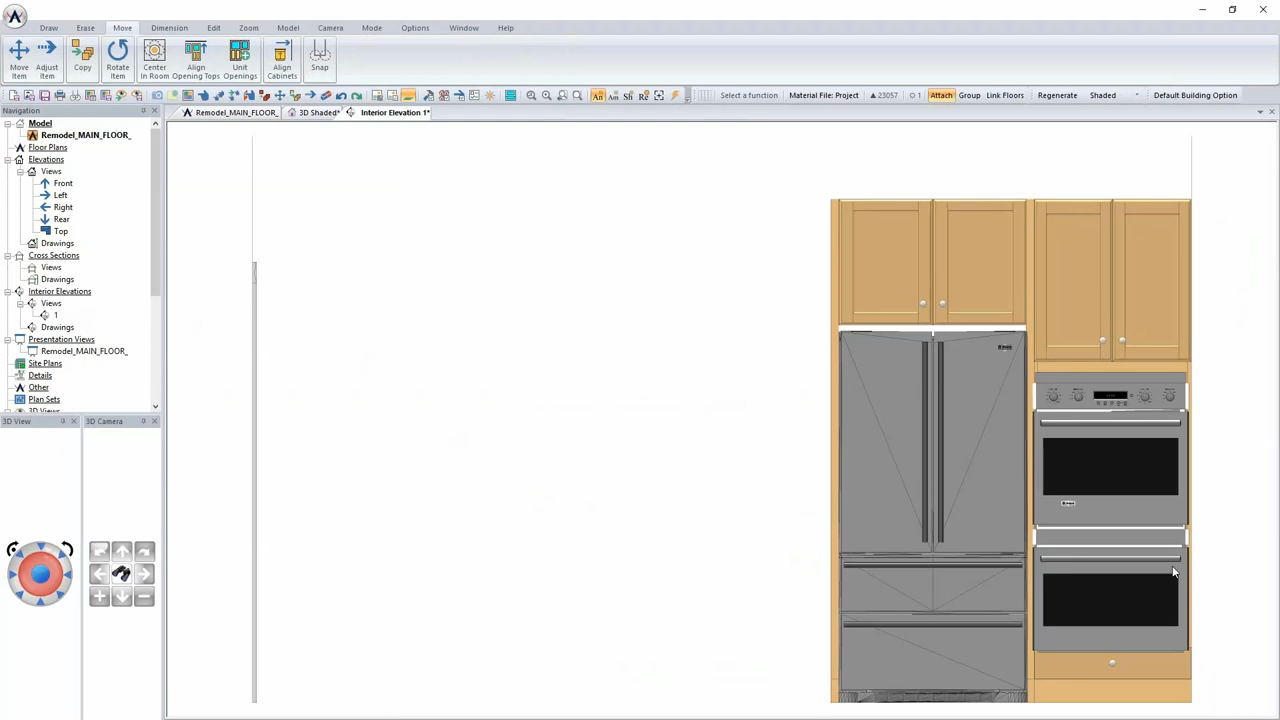 Draw Erase Move Dimension Edit Zoom Model Camera Mode Options Window Help
Move Item
Adjust Item
Copy
Rotate Item
Center In Room
Align Opening Tops
Unit Openings
Align Cabinets
Snap
Select a function Material File: Project 23057 1 Attach Group Link Floors Regenerate Shaded Default Building Option
Navigation
Remodel_MAIN_FLOOR_ 3D Shaded* Interior Elevation 1*
Model
Remodel_MAIN_FLOOR_
Floor Plans
Elevations
Views
Front
Left
Right
Rear
Top
Drawings
Cross Sections
Views
Drawings
Interior Elevations
Views
1
Drawings
Presentation Views
Remodel_MAIN_FLOOR_
Site Plans
Details
Other
Plan Sets
3D Views
3D View
3D Camera